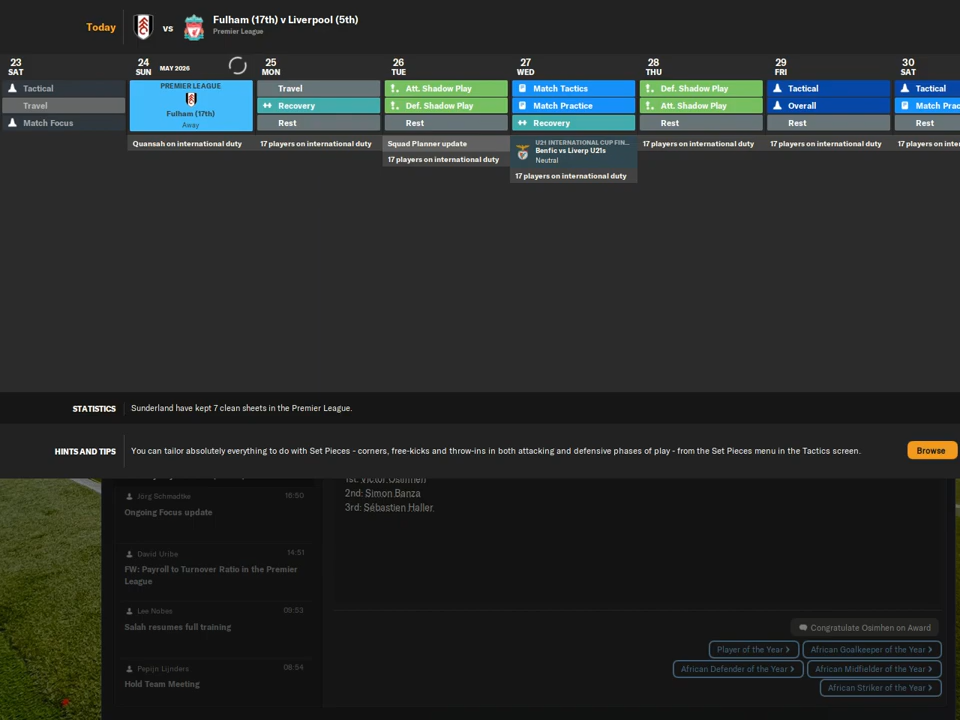 Today
vs
Fulham (17th) v Liverpool (5th)
Premier League
23
SAT
24
SUN MAY 2026
25
MON
26
TUE
27
WED
28
THU
29
FRI
30
SAT
Tactical
Travel
Match Focus
PREMIER LEAGUE
Fulham (17th)
Away
Quansah on international duty
Travel
Recovery
Rest
17 players on international duty
Att. Shadow Play
Def. Shadow Play
Rest
Squad Planner update
17 players on international duty
Match Tactics
Match Practice
Recovery
U21 INTERNATIONAL CUP FIN...
Benfic vs Liverp U21s
Neutral
17 players on international duty
Def. Shadow Play
Att. Shadow Play
Rest
17 players on international duty
Tactical
Overall
Rest
17 players on international duty
Tactical
Match Prac
Rest
17 players on inter
STATISTICS
Sunderland have kept 7 clean sheets in the Premier League.
HINTS AND TIPS
You can tailor absolutely everything to do with Set Pieces - corners, free-kicks and throw-ins in both attacking and defensive phases of play - from the Set Pieces menu in the Tactics screen.
Browse
Jörg Schmadtke 16:50
Ongoing Focus update
David Uribe 14:51
FW: Payroll to Turnover Ratio in the Premier
League
Lee Nobes 09:53
Salah resumes full training
Pepijn Lijnders 08:54
Hold Team Meeting
1st: Victor Osimhen
2nd: Simon Banza
3rd: Sébastien Haller
Congratulate Osimhen on Award
Player of the Year
African Goalkeeper of the Year
African Defender of the Year
African Midfielder of the Year
African Striker of the Year